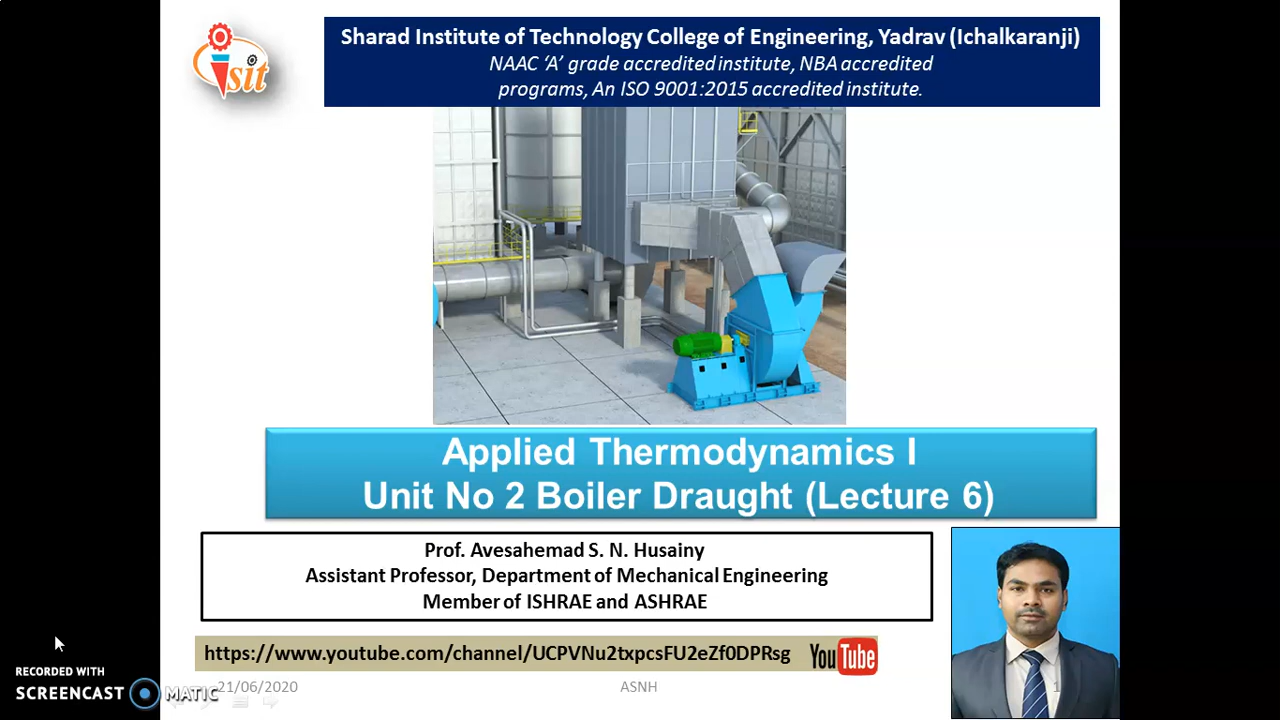 Sharad Institute of Technology College of Engineering, Yadrav (Ichalkaranji)
NAAC ‘A’ grade accredited institute, NBA accredited
programs, An ISO 9001:2015 accredited institute.
sit
Applied Thermodynamics I
Unit No 2 Boiler Draught (Lecture 6)
Prof. Avesahemad S. N. Husainy
Assistant Professor, Department of Mechanical Engineering
Member of ISHRAE and ASHRAE
https://www.youtube.com/channel/UCPVNu2txpcsFU2eZf0DPRsg
YouTube
RECORDED WITH
SCREENCAST MATIC
21/06/2020
ASNH
1